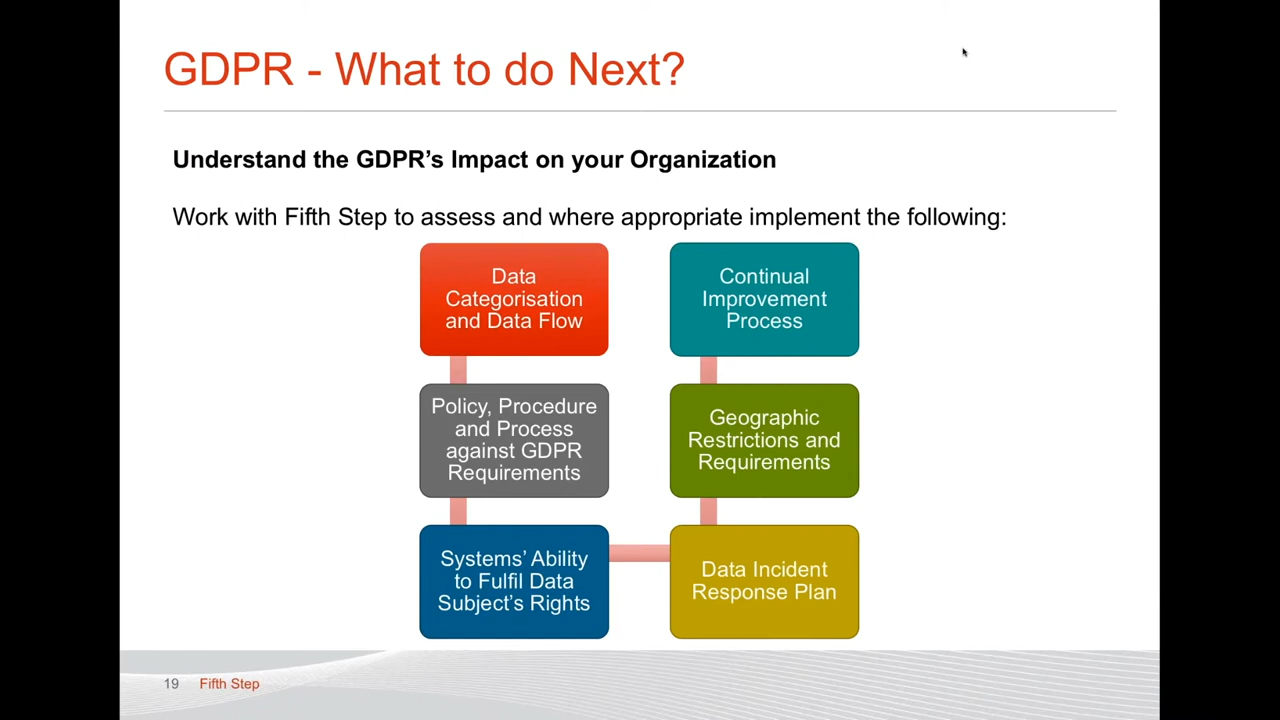 GDPR - What to do Next?
Understand the GDPR’s Impact on your Organization
Work with Fifth Step to assess and where appropriate implement the following:
Data
Categorisation
and Data Flow
Policy, Procedure
and Process
against GDPR
Requirements
Systems’ Ability
to Fulfil Data
Subject’s Rights
Data Incident
Response Plan
Geographic
Restrictions and
Requirements
Continual
Improvement
Process
19 Fifth Step